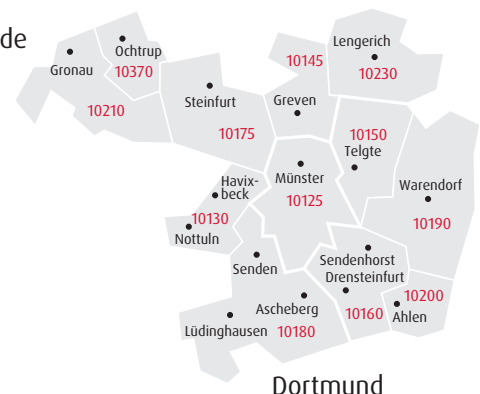 de
Ochtrup
Gronau
10370
10210
Lengerich
10145
10230
Steinfurt
Greven
10175
10150
Telgte
Havix-
beck
Münster
10125
Warendorf
10130
10190
Nottuln
Senden
Sendenhorst
Drensteinfurt
Ascheberg
10200
Lüdinghausen
10180
10160
Ahlen
Dortmund